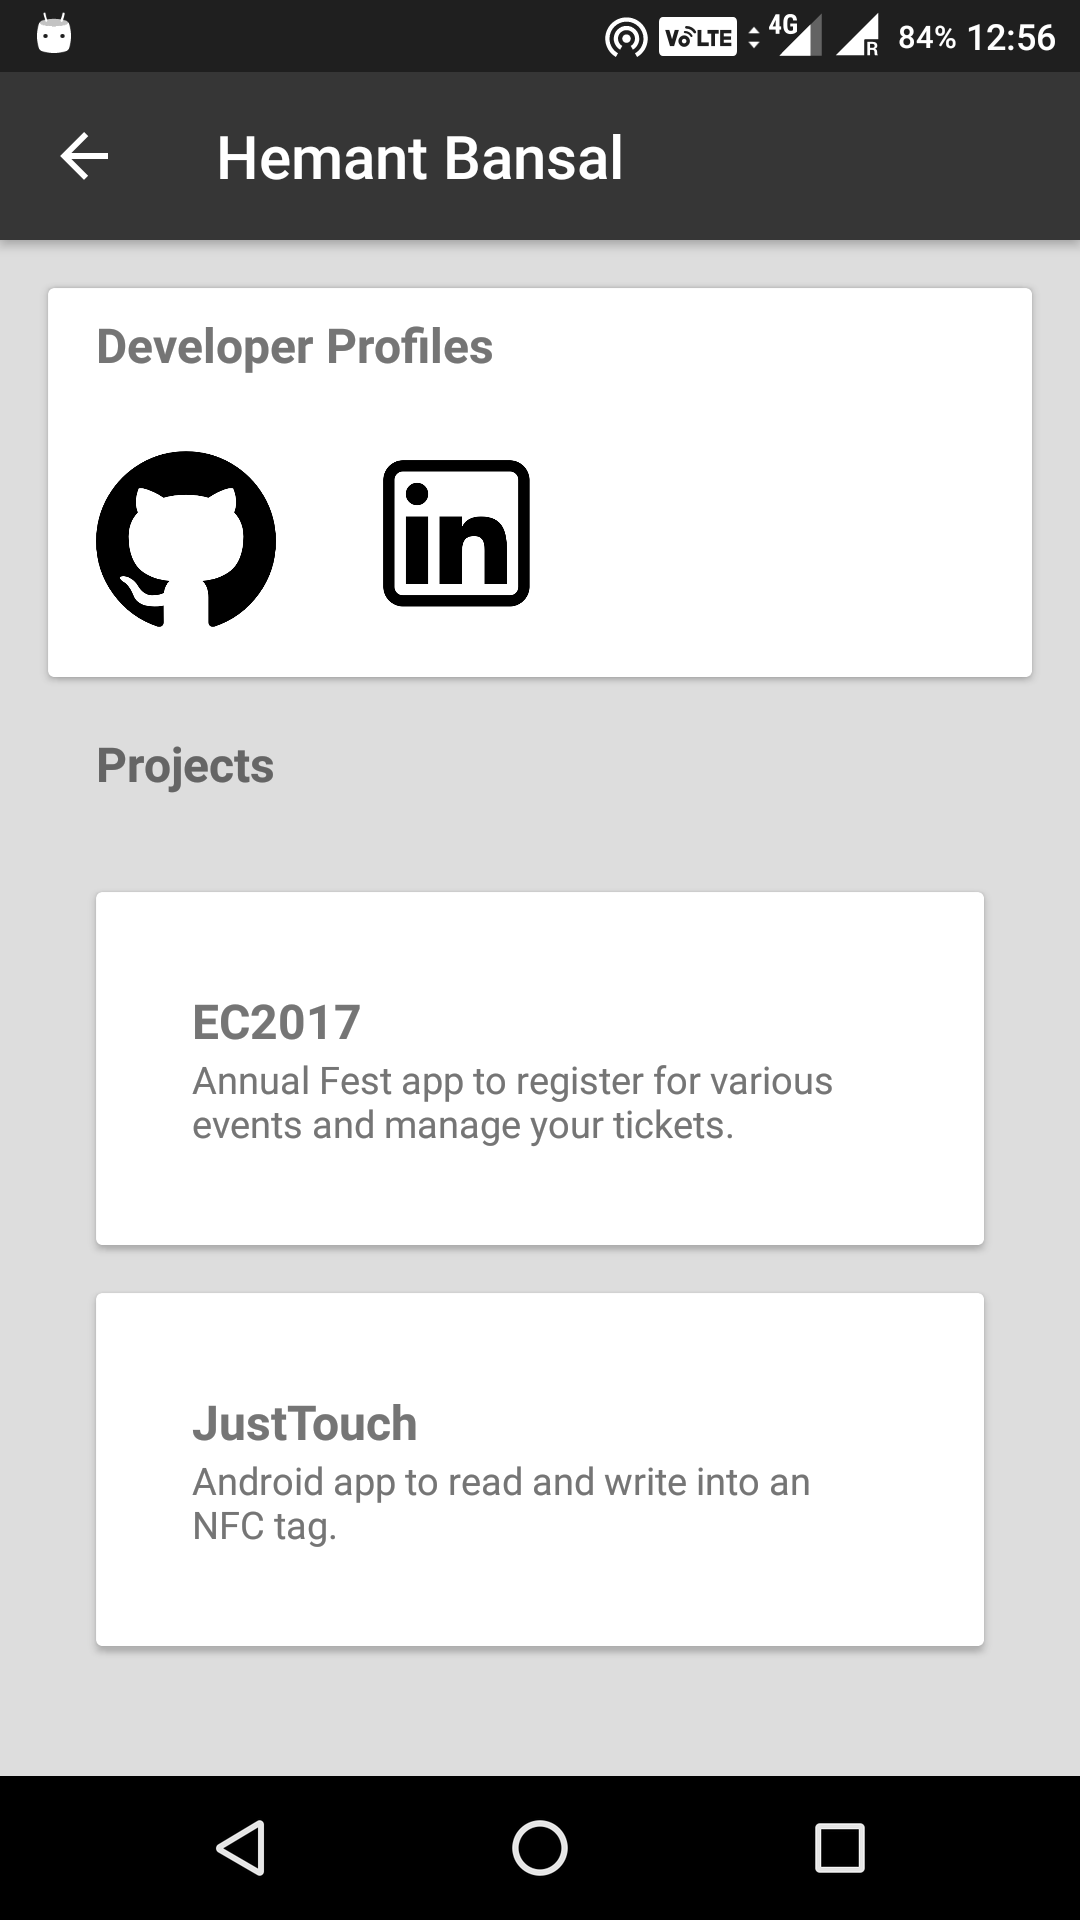 VoLTE 4G R 84% 12:56
Hemant Bansal
Developer Profiles
in
Projects
EC2017
Annual Fest app to register for various
events and manage your tickets.
JustTouch
Android app to read and write into an
NFC tag.